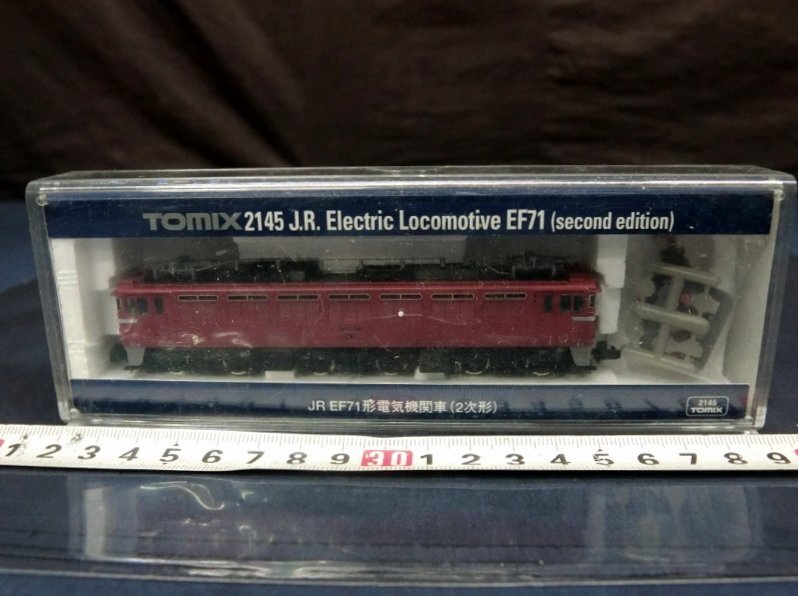 TOMIX 2145 J.R. Electric Locomotive EF71 (second edition)
JR EF71形電気機関車(2次形)
2145
TOMIX
1 2 3 4 5 6 7 8 9 30 1 2 3 4 5 6 7 8 9